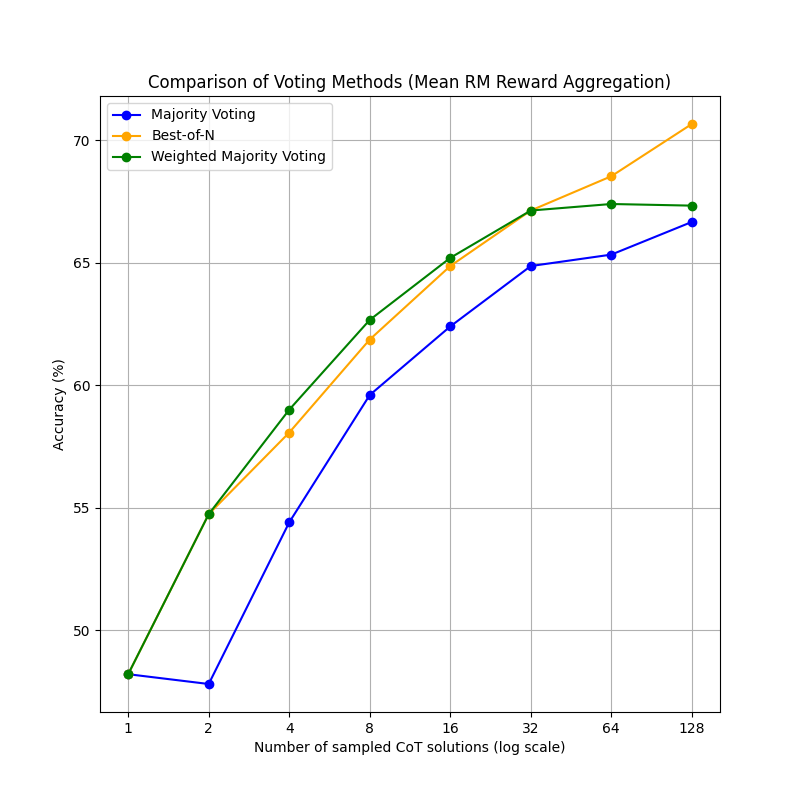 Comparison of Voting Methods (Mean RM Reward Aggregation)
Majority Voting
Best-of-N
Weighted Majority Voting
70
65
60
55
50
Accuracy (%)
1 2 4 8 16 32 64 128
Number of sampled CoT solutions (log scale)